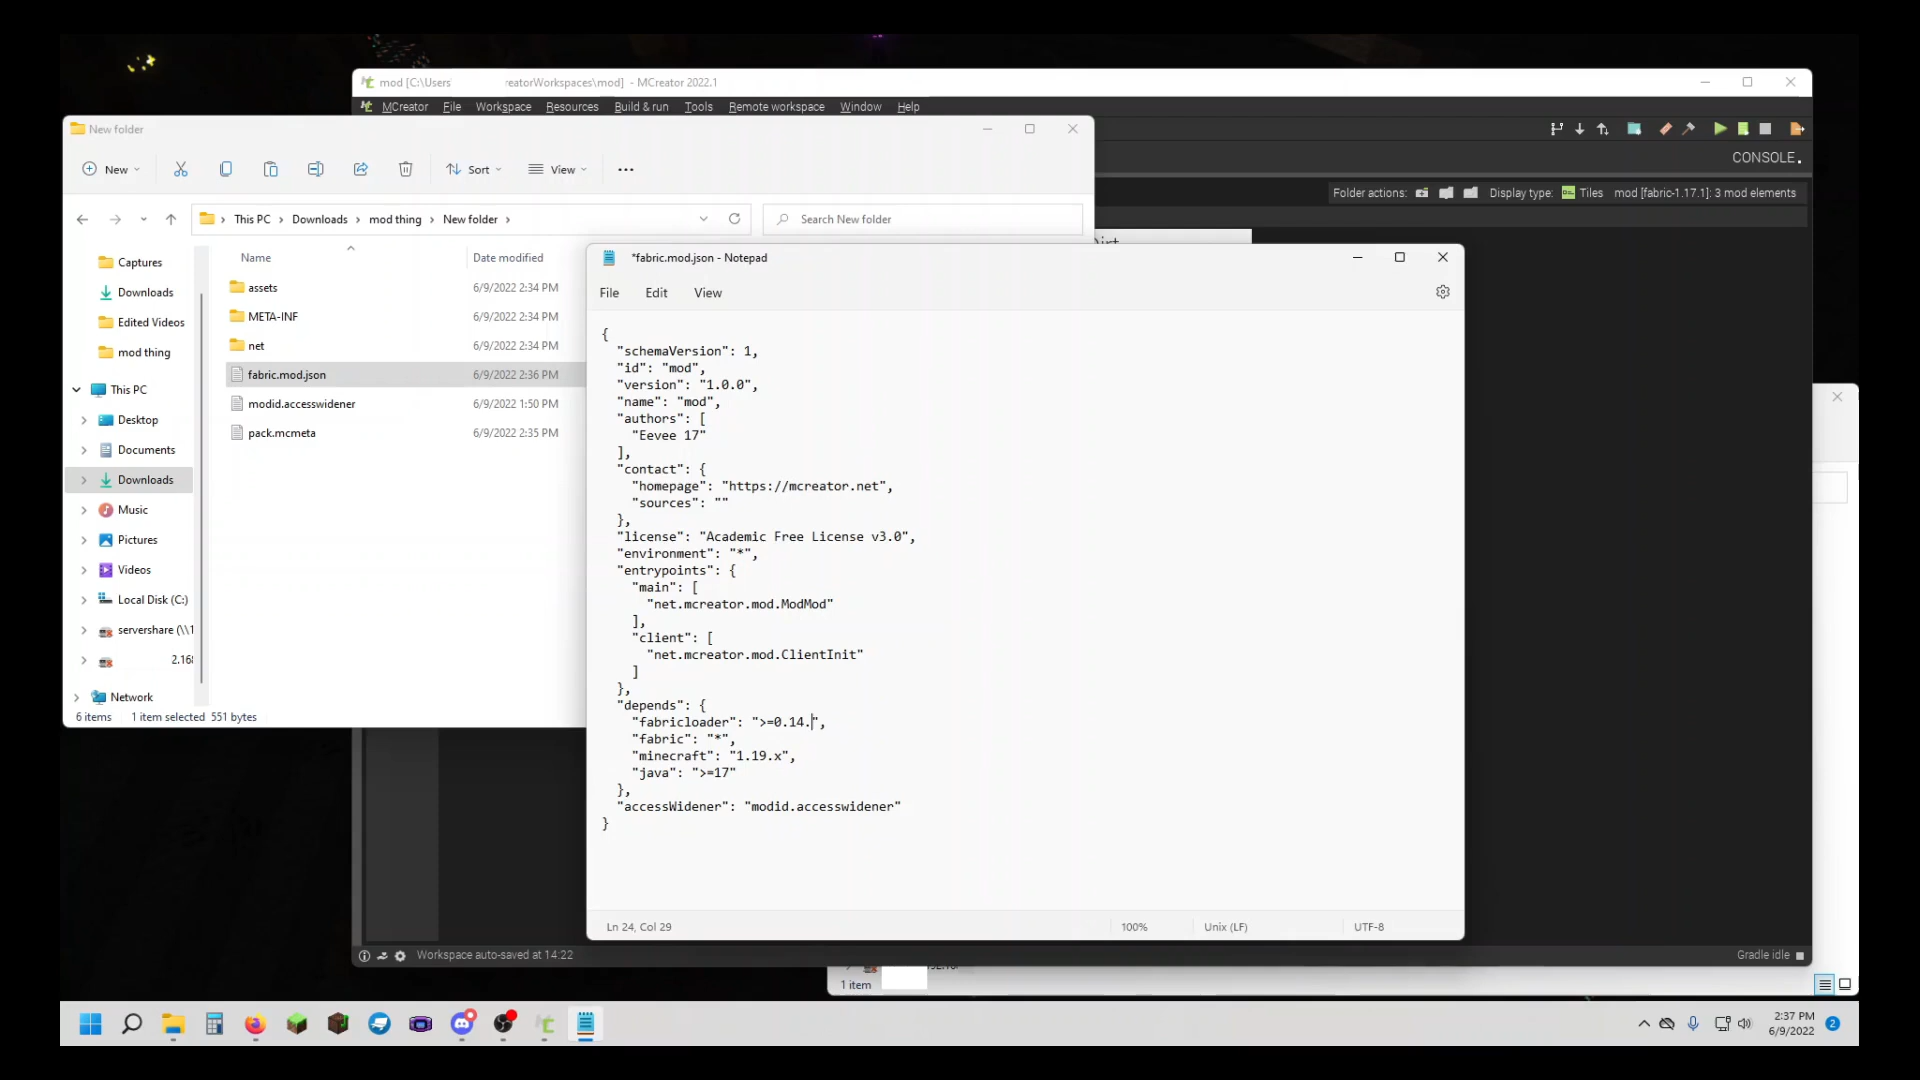 mod [C:\Users\ reatorWorkspaces\mod] - MCreator 2022.1
MCreator File Workspace Resources Build & run Tools Remote workspace Window Help
New folder
CONSOLE.
New Sort View
Folder actions: Display type: Tiles mod [fabric-1.17.1]: 3 mod elements
This PC Downloads mod thing New folder
Search New folder
Name Date modified
Captures
Downloads
Edited Videos
mod thing
This PC
Desktop
Documents
Downloads
Music
Pictures
Videos
Local Disk (C:)
servershare (\\1
2.168
Network
assets 6/9/2022 2:34 PM
META-INF 6/9/2022 2:34 PM
net 6/9/2022 2:34 PM
fabric.mod.json 6/9/2022 2:36 PM
modid.accesswidener 6/9/2022 1:50 PM
pack.mcmeta 6/9/2022 2:35 PM
6 items 1 item selected 551 bytes
*fabric.mod.json - Notepad
File Edit View
{
"schemaVersion": 1,
"id": "mod",
"version": "1.0.0",
"name": "mod",
"authors": [
"Eevee 17"
],
"contact": {
"homepage": "https://mcreator.net",
"sources": ""
},
"license": "Academic Free License v3.0",
"environment": "*",
"entrypoints": {
"main": [
"net.mcreator.mod.ModMod"
],
"client": [
"net.mcreator.mod.ClientInit"
]
},
"depends": {
"fabricloader": ">=0.14.",
"fabric": "*",
"minecraft": "1.19.x",
"java": ">=17"
},
"accessWidener": "modid.accesswidener"
}
Ln 24, Col 29 100% Unix (LF) UTF-8
Workspace auto-saved at 14:22
Gradle idle
1 item
2:37 PM
6/9/2022
2